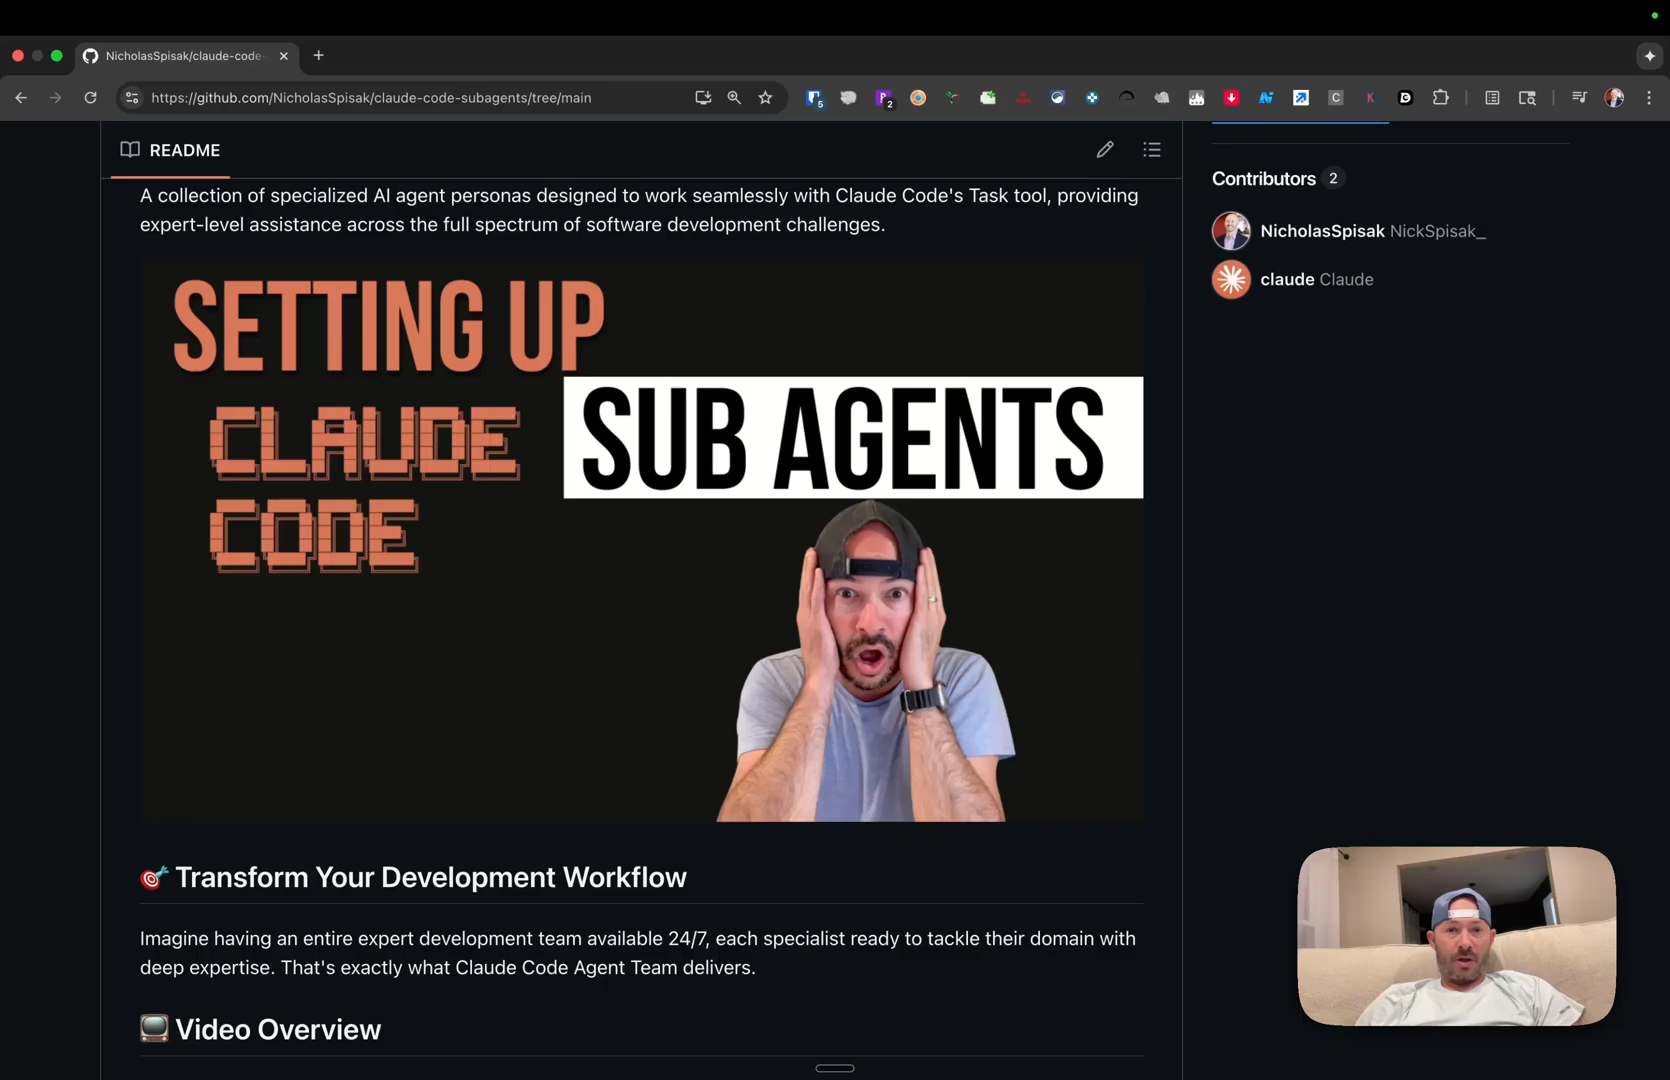 NicholasSpisak/claude-code-
https://github.com/NicholasSpisak/claude-code-subagents/tree/main
5
2
README
A collection of specialized AI agent personas designed to work seamlessly with Claude Code's Task tool, providing
expert-level assistance across the full spectrum of software development challenges.
SETTING UP
CLAUDE
CODE
SUB AGENTS
Transform Your Development Workflow
Imagine having an entire expert development team available 24/7, each specialist ready to tackle their domain with
deep expertise. That's exactly what Claude Code Agent Team delivers.
Video Overview
Contributors 2
NicholasSpisak NickSpisak_
claude Claude